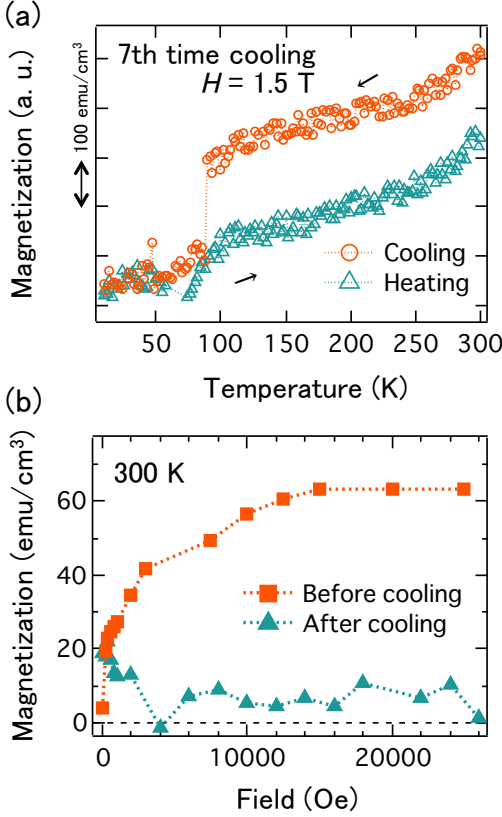 (a)
7th time cooling
H = 1.5 T
100 emu/cm³
Magnetization (a. u.)
Cooling
Heating
50 100 150 200 250 300
Temperature (K)
(b)
300 K
60
40
20
0
Magnetization (emu/cm³)
Before cooling
After cooling
0 10000 20000
Field (Oe)